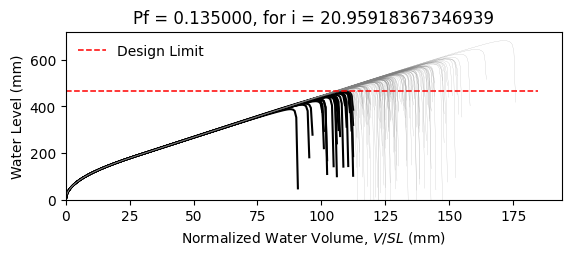 Pf = 0.135000, for i = 20.95918367346939
Design Limit
Water Level (mm)
600
400
200
0
0 25 50 75 100 125 150 175
Normalized Water Volume, V/SL (mm)